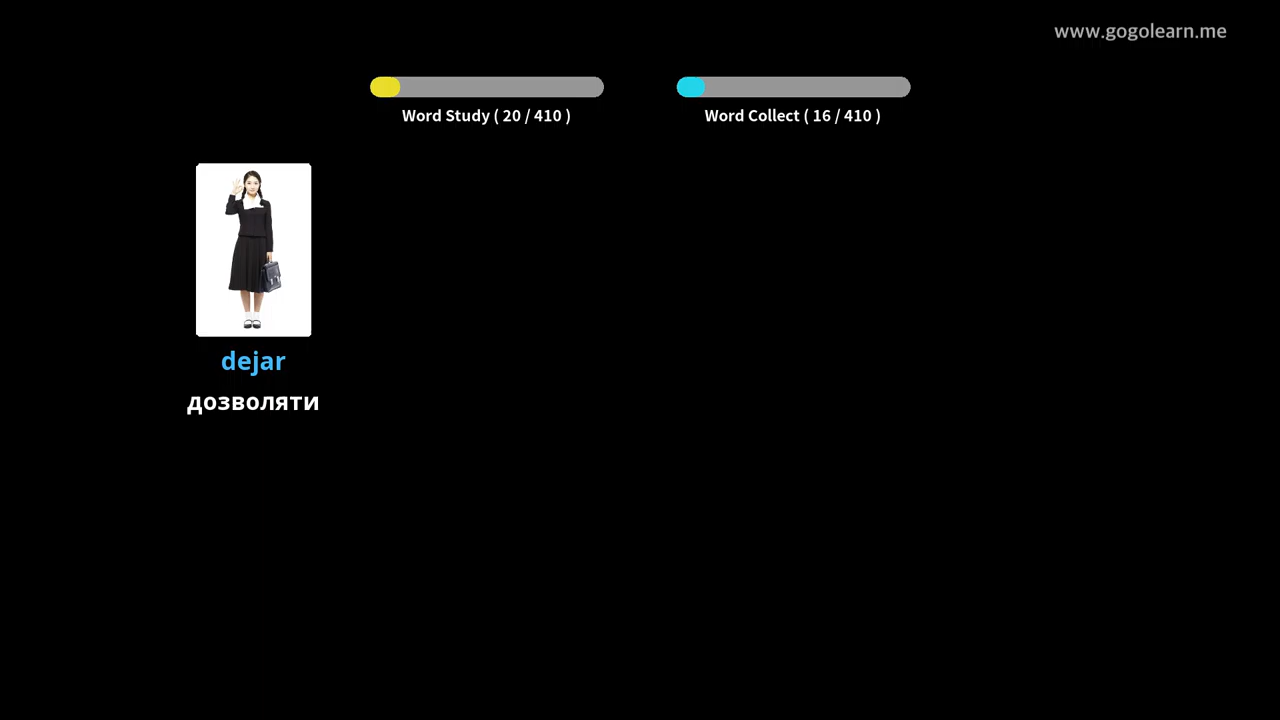 www.gogolearn.me
Word Study ( 20 / 410 )
Word Collect ( 16 / 410 )
dejar
дозволяти